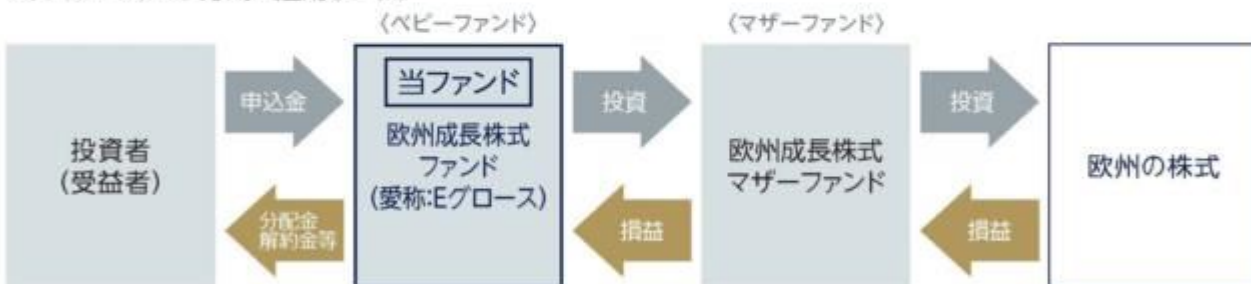 〈ベビーファンド〉
〈マザーファンド〉
投資者
(受益者)
申込金
分配金
解約金等
当ファンド
欧州成長株式
ファンド
(愛称:Eグロース)
投資
損益
欧州成長株式
マザーファンド
投資
損益
欧州の株式